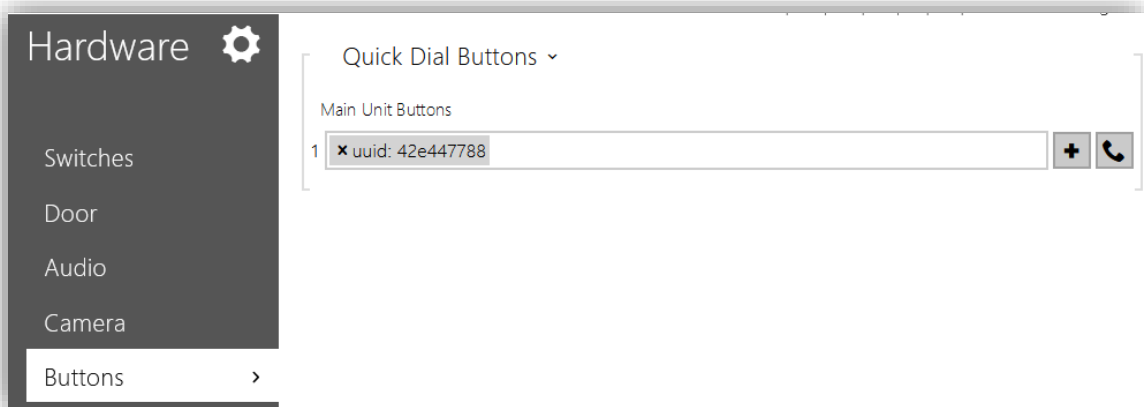 Hardware
Switches
Door
Audio
Camera
Buttons
Quick Dial Buttons
Main Unit Buttons
1 × uuid: 42e447788